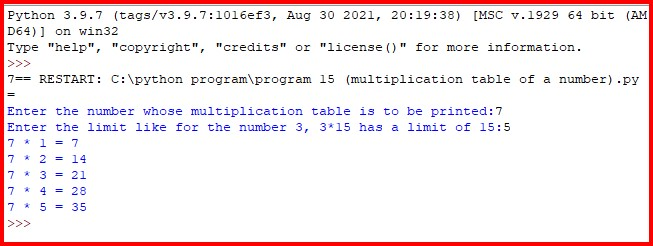 Python 3.9.7 (tags/v3.9.7:1016ef3, Aug 30 2021, 20:19:38) [MSC v.1929 64 bit (AM
D64)] on win32
Type "help", "copyright", "credits" or "license()" for more information.
>>>
7== RESTART: C:\python program\program 15 (multiplication table of a number).py
=
Enter the number whose multiplication table is to be printed:7
Enter the limit like for the number 3, 3*15 has a limit of 15:5
7 * 1 = 7
7 * 2 = 14
7 * 3 = 21
7 * 4 = 28
7 * 5 = 35
>>>